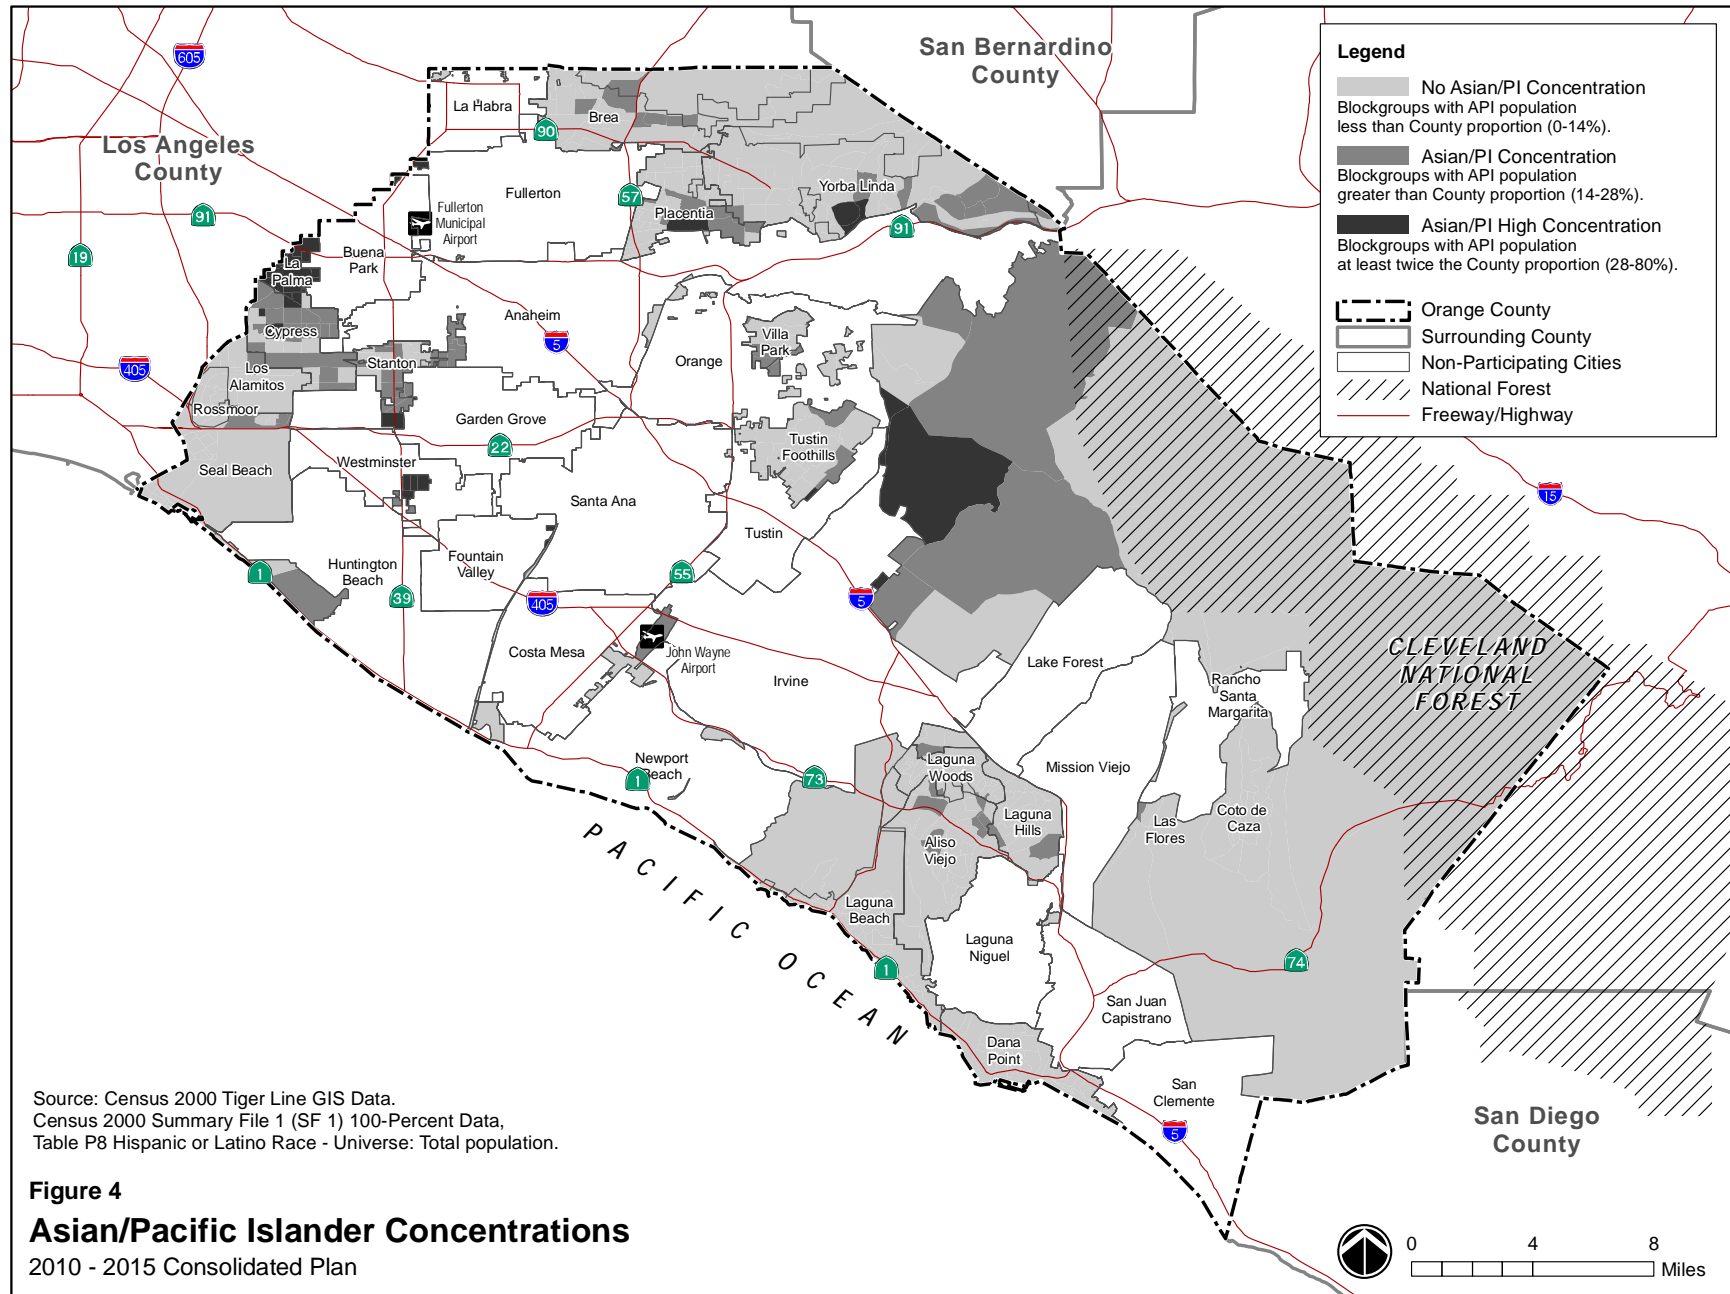 San Bernardino
County
Los Angeles
County
605
91
19
405
La Habra
90
Brea
Fullerton
57
Fullerton
Municipal
Airport
Placentia
Yorba Linda
91
La
Palma
Buena
Park
Cypress
Anaheim
5
Stanton
Los
Alamitos
Rossmoor
Orange
Villa
Park
Garden Grove
22
Tustin
Foothills
Seal Beach
Westminster
Santa Ana
Tustin
Huntington
Beach
1
39
Fountain
Valley
55
405
5
Costa Mesa
John Wayne
Airport
Irvine
Lake Forest
Rancho
Santa
Margarita
CLEVELAND
NATIONAL
FOREST
15
Newport
Beach
1
73
Laguna
Woods
Mission Viejo
Laguna
Hills
Las
Flores
Coto de
Caza
Aliso
Viejo
Laguna
Beach
PACIFIC OCEAN
1
Laguna
Niguel
74
San Juan
Capistrano
Dana
Point
San
Clemente
5
San Diego
County
Legend
No Asian/PI Concentration
Blockgroups with API population
less than County proportion (0-14%).
Asian/PI Concentration
Blockgroups with API population
greater than County proportion (14-28%).
Asian/PI High Concentration
Blockgroups with API population
at least twice the County proportion (28-80%).
Orange County
Surrounding County
Non-Participating Cities
National Forest
Freeway/Highway
Source: Census 2000 Tiger Line GIS Data.
Census 2000 Summary File 1 (SF 1) 100-Percent Data,
Table P8 Hispanic or Latino Race - Universe: Total population.
Figure 4
Asian/Pacific Islander Concentrations
2010 - 2015 Consolidated Plan
0 4 8
Miles